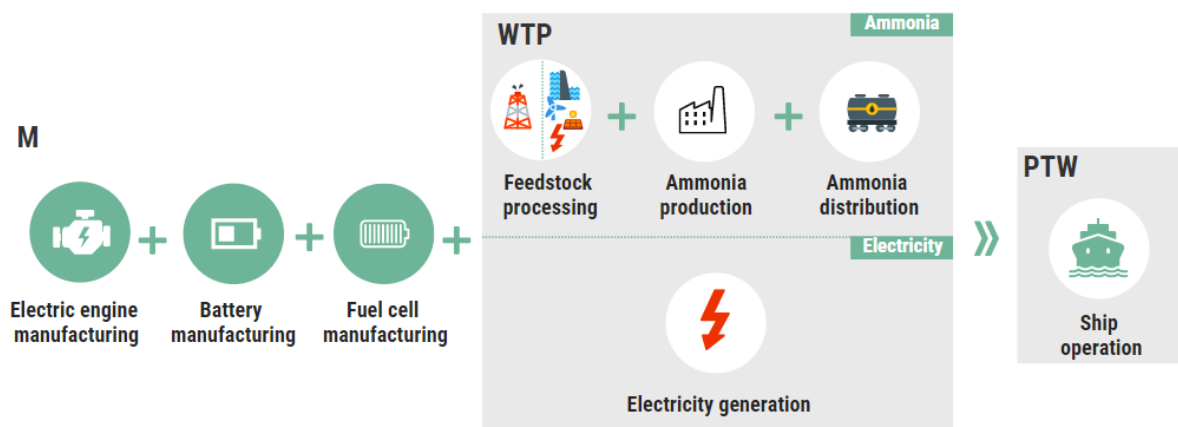 M
Electric engine
manufacturing
Battery
manufacturing
Fuel cell
manufacturing
WTP
Ammonia
Feedstock
processing
Ammonia
production
Ammonia
distribution
Electricity
Electricity generation
PTW
Ship
operation